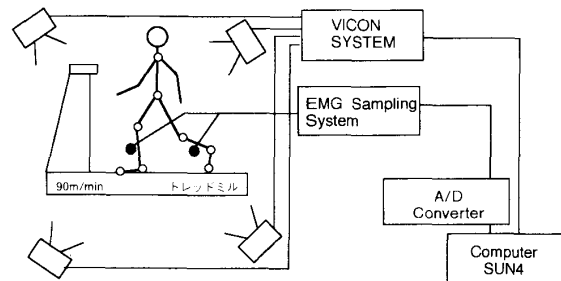 VICON
SYSTEM
EMG Sampling
System
90m/min トレッドミル
A/D
Converter
Computer
SUN4